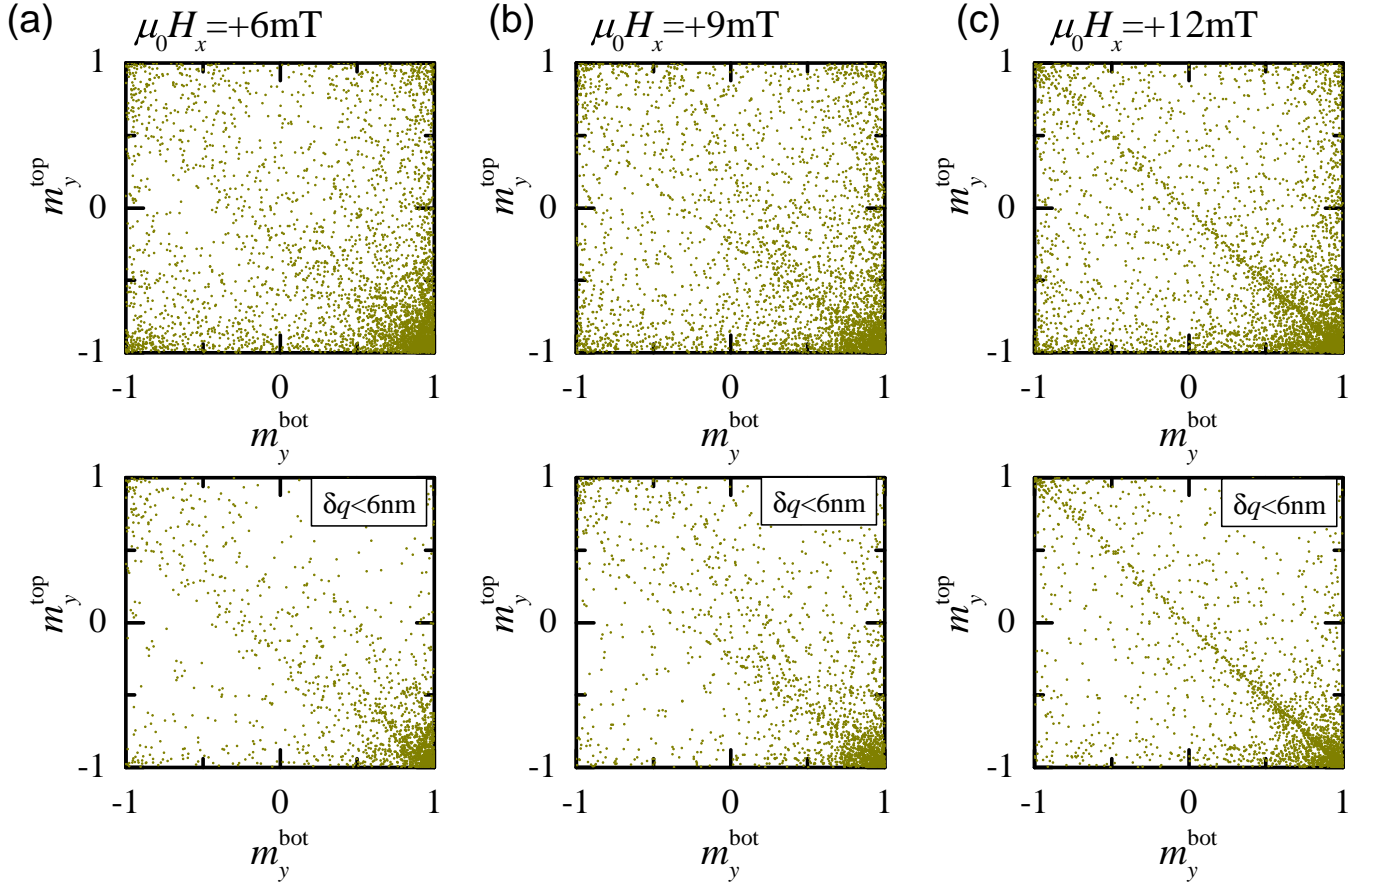 (a) μ₀Hₓ=+6mT (b) μ₀Hₓ=+9mT (c) μ₀Hₓ=+12mT
1 1 1
m_y^top m_y^top m_y^top
0 0 0
-1 -1 -1
-1 0 1 -1 0 1 -1 0 1
m_y^bot m_y^bot m_y^bot
1 1 1
δq<6nm δq<6nm δq<6nm
m_y^top m_y^top m_y^top
0 0 0
-1 -1 -1
-1 0 1 -1 0 1 -1 0 1
m_y^bot m_y^bot m_y^bot